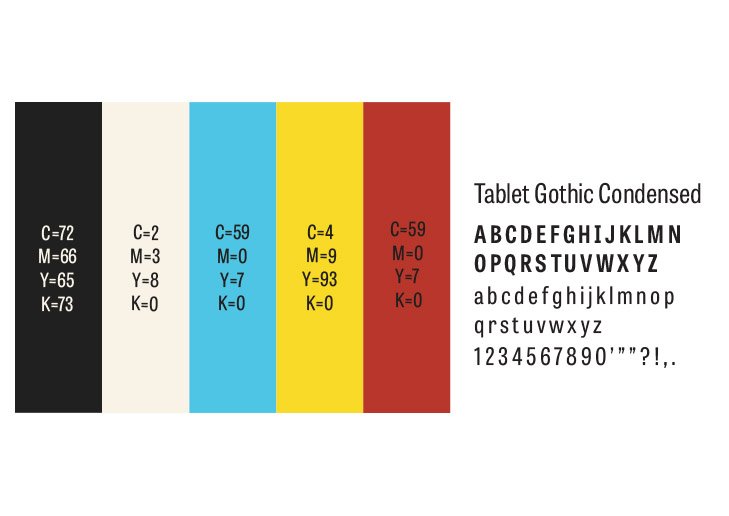 C=72
M=66
Y=65
K=73
C=2
M=3
Y=8
K=0
C=59
M=0
Y=7
K=0
C=4
M=9
Y=93
K=0
C=59
M=0
Y=7
K=0
Tablet Gothic Condensed
ABCDEFGHIJKLMN
OPQRSTUVWXYZ
abcdefghijklmnop
qrstuvwxyz
1234567890’””?!,.